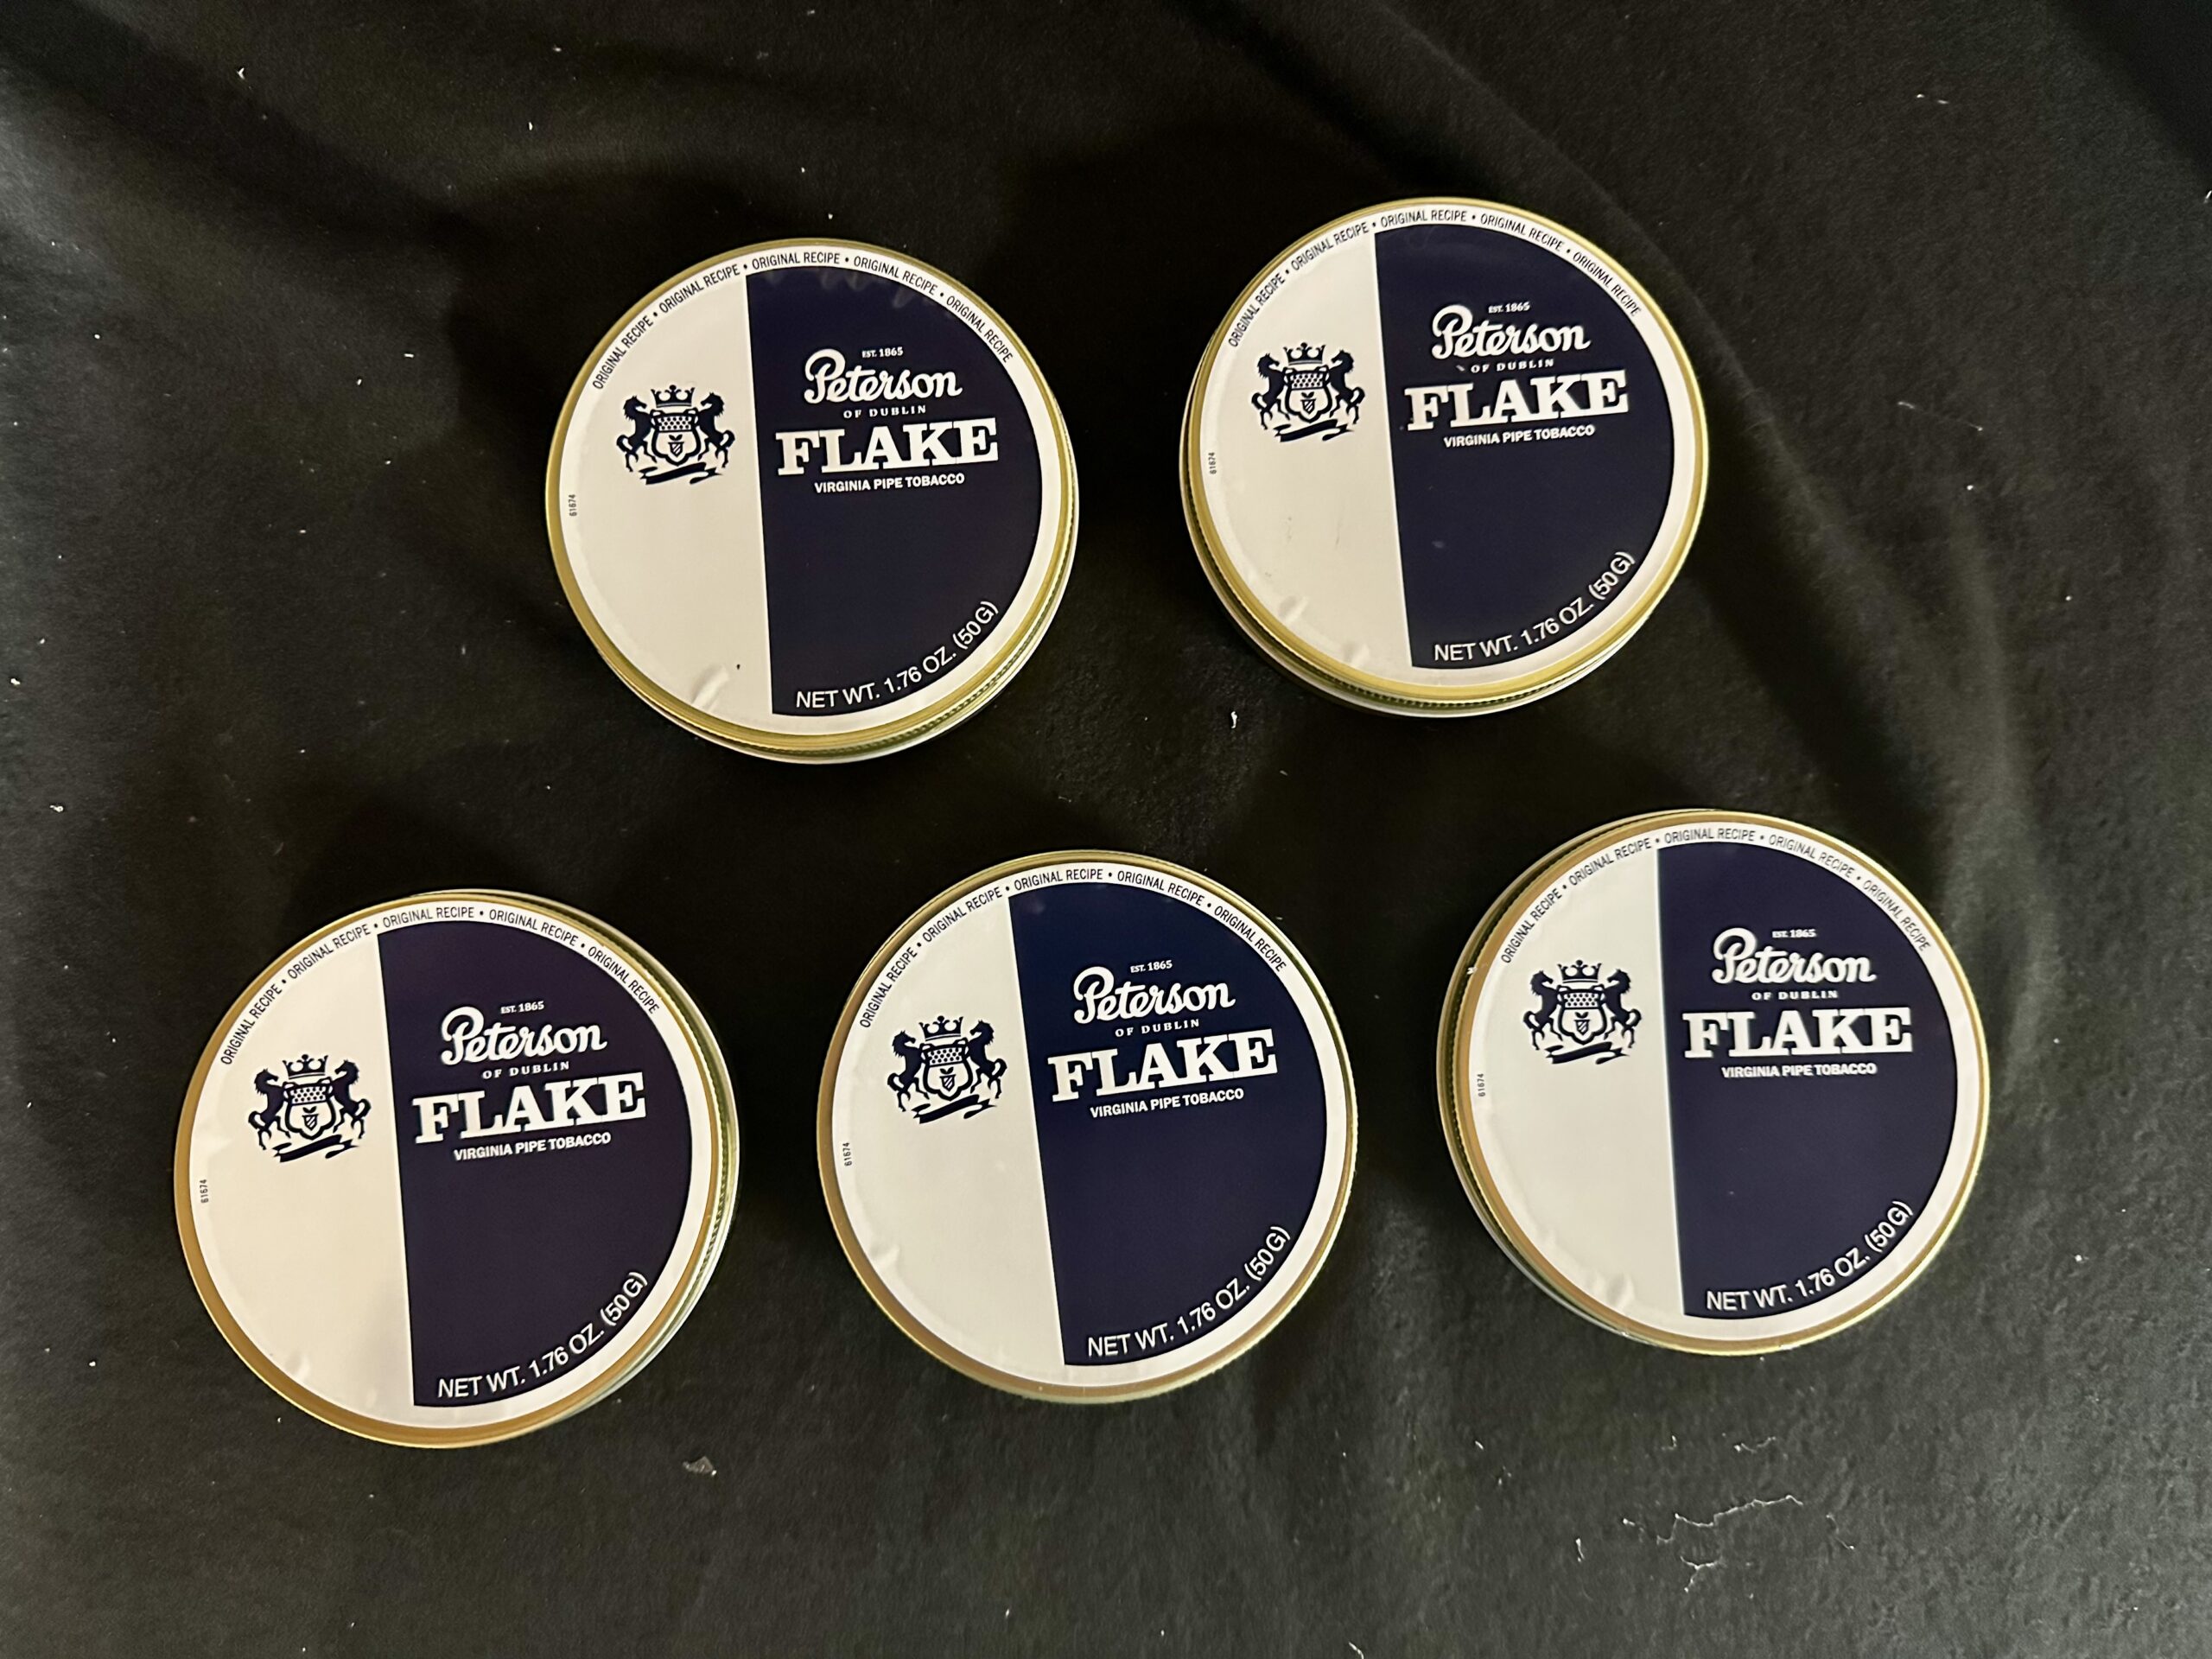 ORIGINAL RECIPE • ORIGINAL RECIPE • ORIGINAL RECIPE • ORIGINAL RECIPE • ORIGINAL RECIPE
EST. 1865
Peterson
OF DUBLIN
FLAKE
VIRGINIA PIPE TOBACCO
61674
NET WT. 1.76 OZ. (50G)
ORIGINAL RECIPE • ORIGINAL RECIPE • ORIGINAL RECIPE • ORIGINAL RECIPE • ORIGINAL RECIPE
EST. 1865
Peterson
OF DUBLIN
FLAKE
VIRGINIA PIPE TOBACCO
61674
NET WT. 1.76 OZ. (50G)
ORIGINAL RECIPE • ORIGINAL RECIPE • ORIGINAL RECIPE • ORIGINAL RECIPE • ORIGINAL RECIPE
EST. 1865
Peterson
OF DUBLIN
FLAKE
VIRGINIA PIPE TOBACCO
61674
NET WT. 1.76 OZ. (50G)
ORIGINAL RECIPE • ORIGINAL RECIPE • ORIGINAL RECIPE • ORIGINAL RECIPE • ORIGINAL RECIPE
EST. 1865
Peterson
OF DUBLIN
FLAKE
VIRGINIA PIPE TOBACCO
61674
NET WT. 1.76 OZ. (50G)
ORIGINAL RECIPE • ORIGINAL RECIPE • ORIGINAL RECIPE • ORIGINAL RECIPE • ORIGINAL RECIPE
EST. 1865
Peterson
OF DUBLIN
FLAKE
VIRGINIA PIPE TOBACCO
61674
NET WT. 1.76 OZ. (50G)